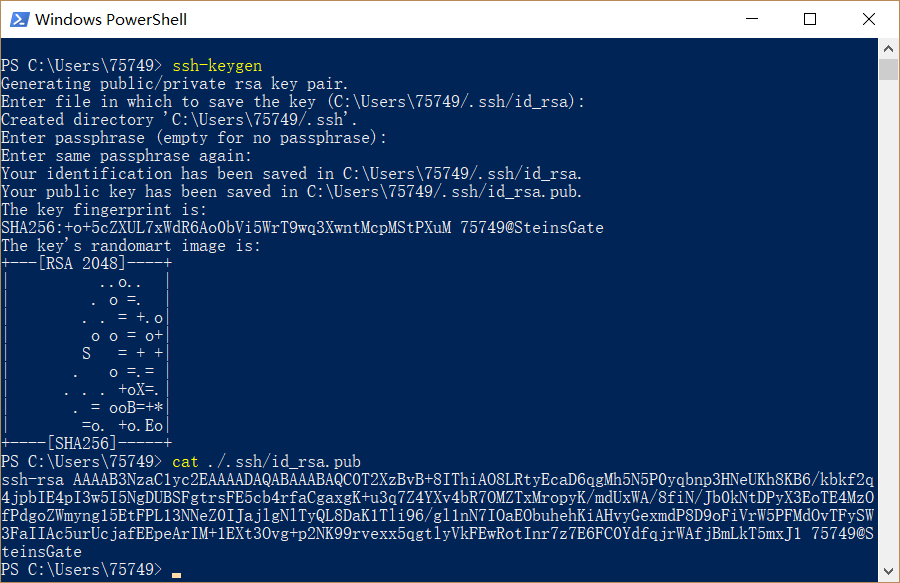 Windows PowerShell
PS C:\Users\75749> ssh-keygen
Generating public/private rsa key pair.
Enter file in which to save the key (C:\Users\75749/.ssh/id_rsa):
Created directory 'C:\Users\75749/.ssh'.
Enter passphrase (empty for no passphrase):
Enter same passphrase again:
Your identification has been saved in C:\Users\75749/.ssh/id_rsa.
Your public key has been saved in C:\Users\75749/.ssh/id_rsa.pub.
The key fingerprint is:
SHA256:+o+5cZXUL7xWdR6Ao0bVi5WrT9wq3XwntMcpMStPXuM 75749@SteinsGate
The key's randomart image is:
+---[RSA 2048]----+
|          ..o..  |
|         . o =.  |
|        . . = +.o|
|         o o = o+|
|        S   = + +|
|       .   o =.= |
|      . . . +oX=.|
|       . = ooB=+*|
|        =o. +o.Eo|
+----[SHA256]-----+
PS C:\Users\75749> cat ./.ssh/id_rsa.pub
ssh-rsa AAAAB3NzaC1yc2EAAAADAQABAAABAQC0T2XzBvB+8IThiAO8LRtyEcaD6qgMh5N5P0yqbnp3HNeUKh8KB6/kbkf2q
4jpbIE4pI3w5I5NgDUBSFgtrsFE5cb4rfaCgaxgK+u3q7Z4YXv4bR7OMZTxMropyK/mdUxWA/8fiN/Jb0kNtDPyX3EoTE4MzO
fPdgoZWmyng15EtFPL13NNeZ0IJajlgNlTyQL8DaK1Tli96/gl1nN7IOaEObuhehKiAHvyGexmdP8D9oFiVrW5PFMdOvTFySW
3FaIIAc5urUcjafEEpeArIM+1EXt3Ovg+p2NK99rvexx5qgtlyVkFEwRotInr7z7E6FC0YdfqjrWAfjBmLkT5mxJ1 75749@S
teinsGate
PS C:\Users\75749>